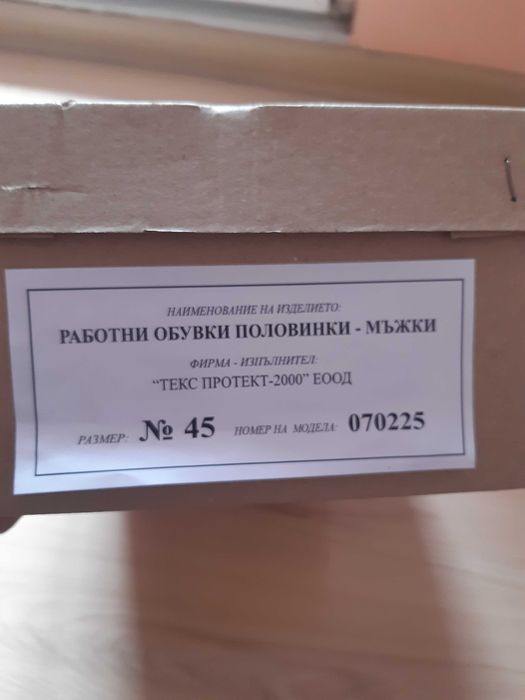 НАИМЕНОВАНИЕ НА ИЗДЕЛИЕТО:
РАБОТНИ ОБУВКИ ПОЛОВИНКИ - МЪЖКИ
ФИРМА - ИЗПЪЛНИТЕЛ:
“ТЕКС ПРОТЕКТ-2000” ЕООД
РАЗМЕР: № 45 НОМЕР НА МОДЕЛА: 070225